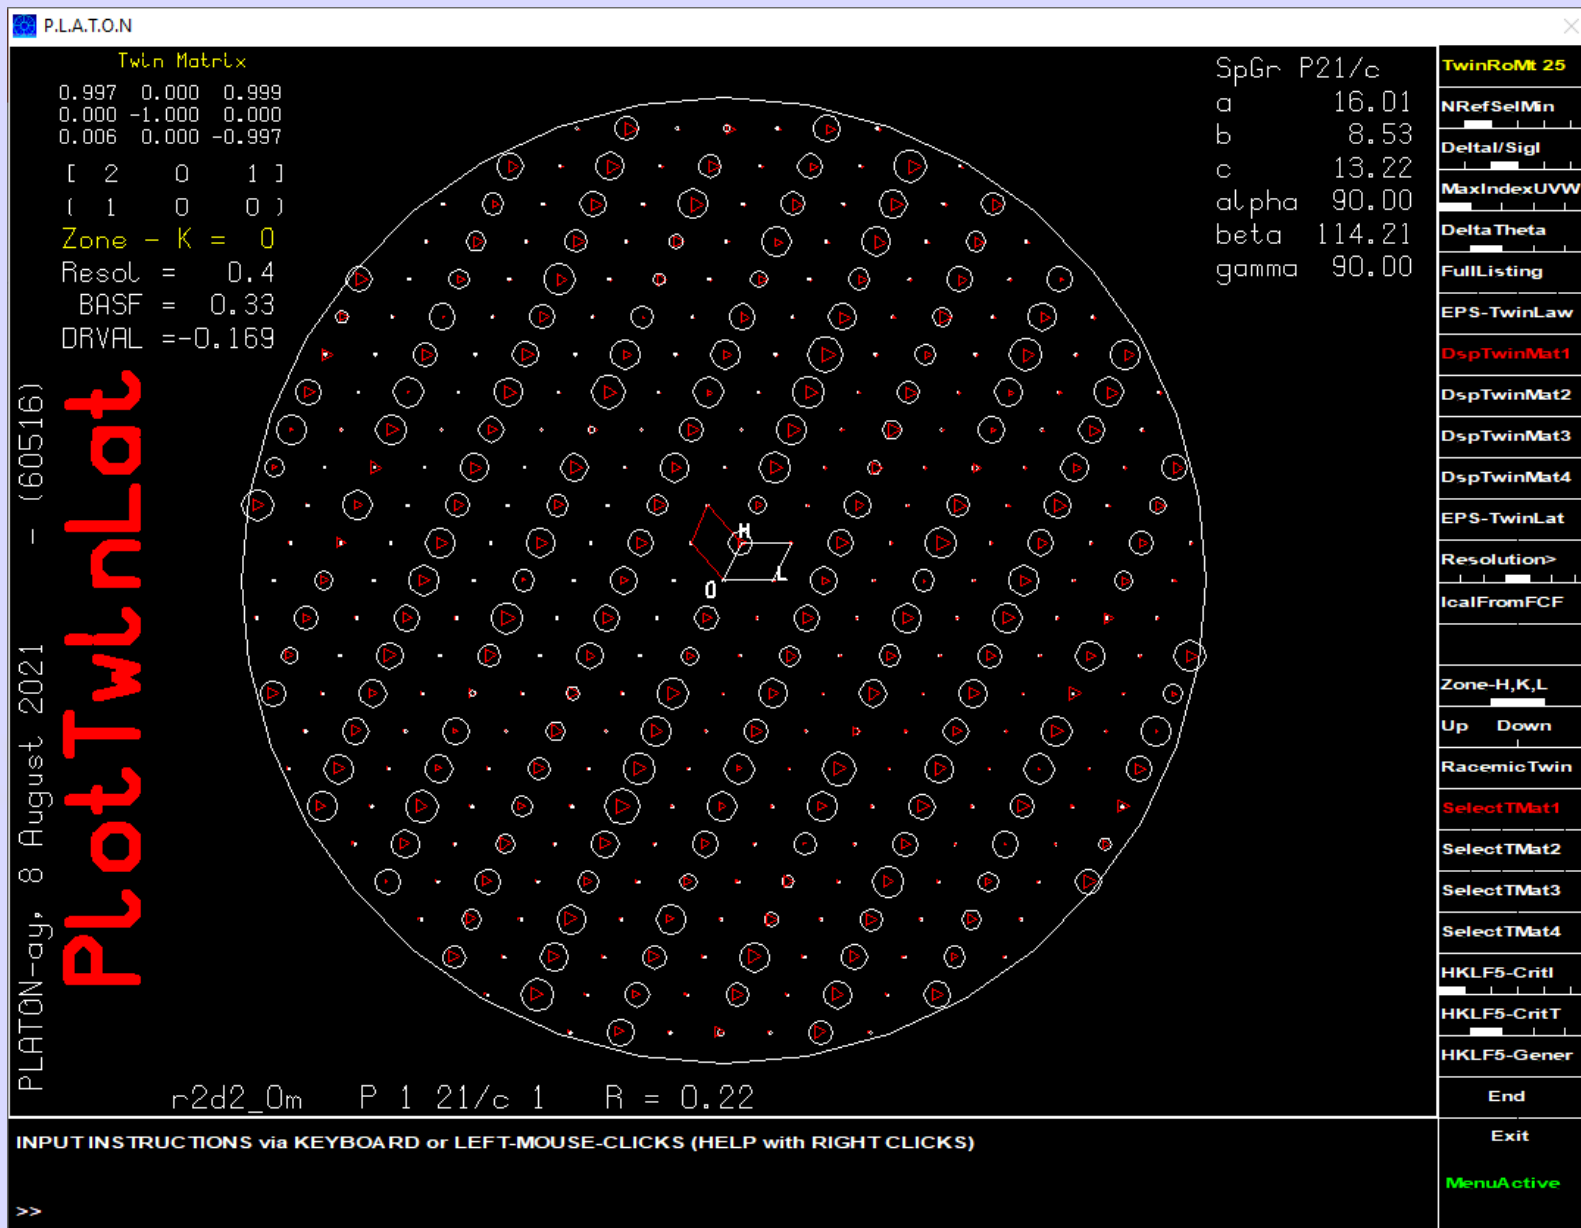 P.L.A.T.O.N
Twin Matrix
0.997 0.000 0.999
0.000 -1.000 0.000
0.006 0.000 -0.997
[ 2 0 1 ]
( 1 0 0 )
Zone - K = 0
Resol = 0.4
BASF = 0.33
DRVAL =-0.169
SpGr P21/c
a 16.01
b 8.53
c 13.22
alpha 90.00
beta 114.21
gamma 90.00
PLATON-ay, 8 August 2021 - (60516)
PlotTwinLat
H
L
O
r2d2_0m P 1 21/c 1 R = 0.22
TwinRoMt 25
NRefSelMin
DeltaI/SigI
MaxIndexUVW
DeltaTheta
FullListing
EPS-TwinLaw
DspTwinMat1
DspTwinMat2
DspTwinMat3
DspTwinMat4
EPS-TwinLat
Resolution>
IcalFromFCF
Zone-H,K,L
Up Down
RacemicTwin
SelectTMat1
SelectTMat2
SelectTMat3
SelectTMat4
HKLF5-CritI
HKLF5-CritT
HKLF5-Gener
End
Exit
MenuActive
INPUT INSTRUCTIONS via KEYBOARD or LEFT-MOUSE-CLICKS (HELP with RIGHT CLICKS)
>>